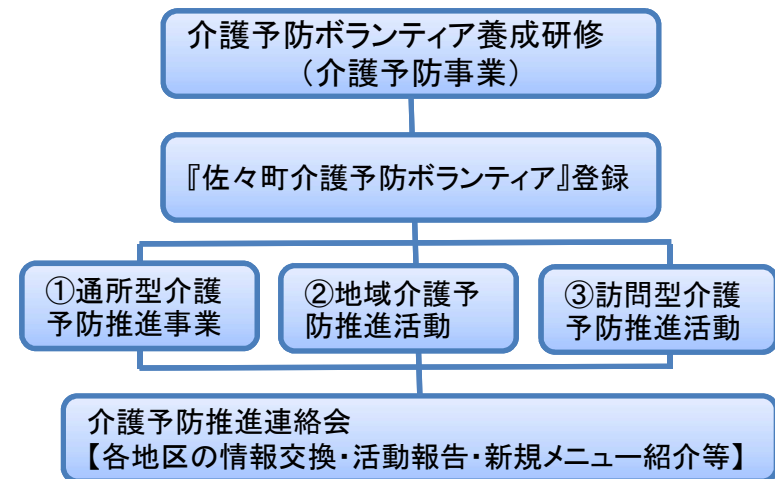 介護予防ボランティア養成研修
（介護予防事業）
『佐々町介護予防ボランティア』登録
①通所型介護
予防推進事業
②地域介護予
防推進活動
③訪問型介護
予防推進活動
介護予防推進連絡会
【各地区の情報交換・活動報告・新規メニュー紹介等】